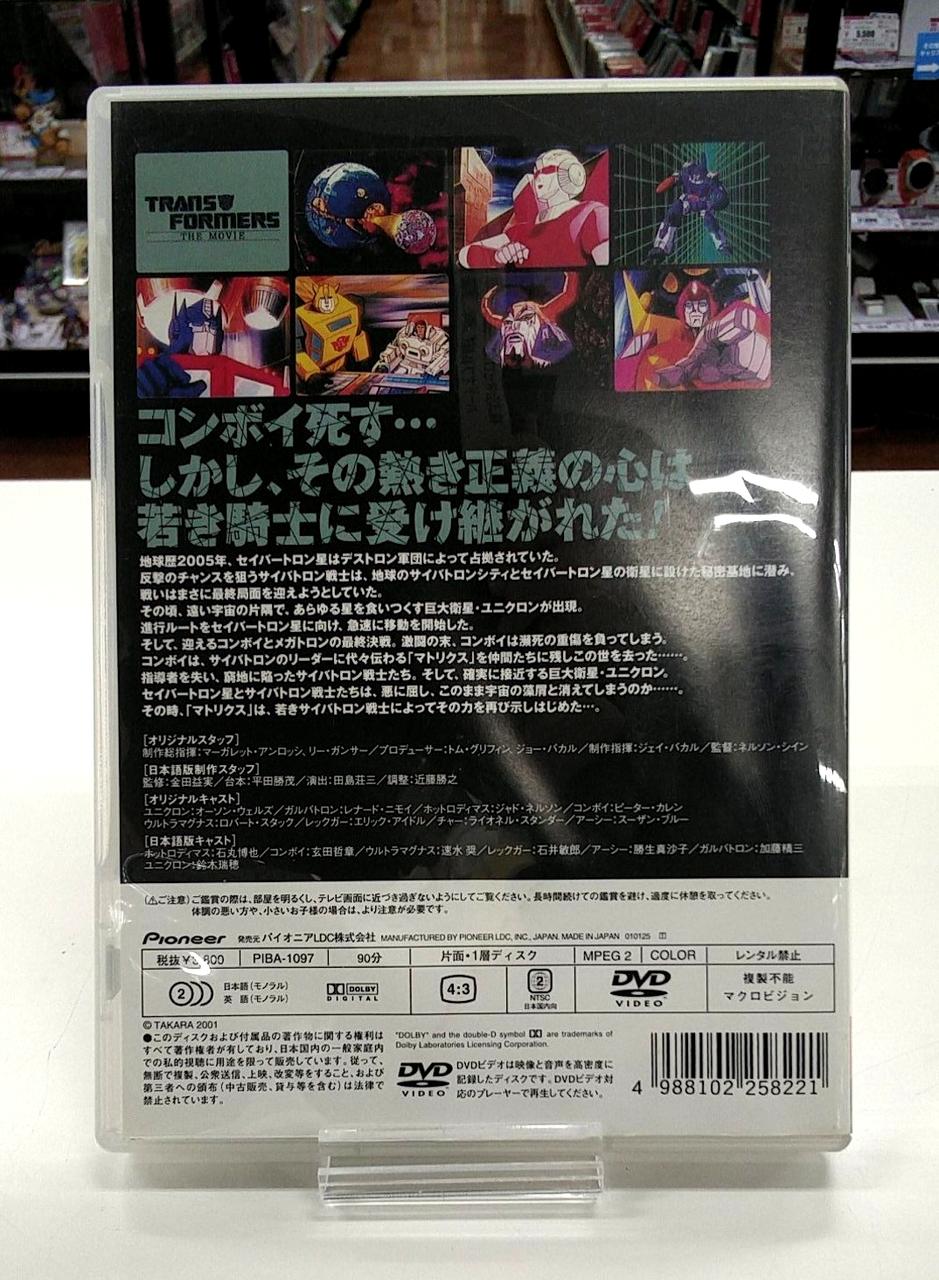 5,500
TRANS
FORMERS
THE MOVIE
コンボイ死す…
しかし、その熱き正義の心は
若き騎士に受け継がれた!
地球歴2005年、セイバートロン星はデストロン軍団によって占拠されていた。
反撃のチャンスを狙うサイバトロン戦士は、地球のサイバトロンシティとセイバートロン星の衛星に設けた秘密基地に潜み、
戦いはまさに最終局面を迎えようとしていた。
その頃、遠い宇宙の片隅で、あらゆる星を食いつくす巨大衛星・ユニクロンが出現。
進行ルートをセイバートロン星に向け、急速に移動を開始した。
そして、迎えるコンボイとメガトロンの最終決戦。激闘の末、コンボイは瀕死の重傷を負ってしまう。
コンボイは、サイバトロンのリーダーに代々伝わる「マトリクス」を仲間たちに残しこの世を去った……。
指導者を失い、窮地に陥ったサイバトロン戦士たち。そして、確実に接近する巨大衛星・ユニクロン。
セイバートロン星とサイバトロン戦士たちは、悪に屈し、このまま宇宙の藻屑と消えてしまうのか……。
その時、「マトリクス」は、若きサイバトロン戦士によってその力を再び示しはじめた…。
[オリジナルスタッフ]
制作総指揮:マーガレット・アンロッシ、リー・ガンサー/プロデューサー:トム・グリフィン、ジョー・バカル/制作指揮:ジェイ・バカル/監督:ネルソン・シイン
[日本語版制作スタッフ]
監修:金田益実/台本:平田勝茂/演出:田島荘三/調整:近藤勝之
[オリジナルキャスト]
ユニクロン:オーソン・ウェルズ/ガルバトロン:レナード・ニモイ/ホットロディマス:ジャド・ネルソン/コンボイ:ピーター・カレン
ウルトラマグナス:ロバート・スタック/レックガー:エリック・アイドル/チャー:ライオネル・スタンダー/アーシー:スーザン・ブルー
[日本語版キャスト]
ホットロディマス:石丸博也/コンボイ:玄田哲章/ウルトラマグナス:速水 奨/レックガー:石井敏郎/アーシー:勝生真沙子/ガルバトロン:加藤精三
ユニクロン:鈴木瑞穂
(⚠ご注意)ご鑑賞の際は、部屋を明るくし、テレビ画面に近づき過ぎないようにしてご覧ください。長時間続けての鑑賞を避け、適度に休憩を取ってください。
体調の悪い方や、小さいお子様の場合は、より注意が必要です。
Pioneer 発売元 パイオニアLDC株式会社 MANUFACTURED BY PIONEER LDC, INC., JAPAN. MADE IN JAPAN 010125
税抜¥3,800 PIBA-1097 90分 片面・1層ディスク MPEG 2 COLOR レンタル禁止
2 日本語(モノラル)
英 語(モノラル)
DOLBY
DIGITAL
4:3
2
NTSC
日本国内向
DVD
VIDEO
複製不能
マクロビジョン
© TAKARA 2001
●このディスクおよび付属品の著作物に関する権利は
すべて著作権者が有しており、日本国内の一般家庭内
での私的視聴に用途を限って販売しています。従って、
無断で複製、公衆送信、上映、改変等をすること、および
第三者への頒布(中古販売、貸与等を含む)は法律で
禁止されています。
"DOLBY" and the double-D symbol are trademarks of
Dolby Laboratories Licensing Corporation.
DVD
VIDEO
DVDビデオは映像と音声を高密度に
記録したディスクです。DVDビデオ対
応のプレーヤーで再生してください。
4 988102 258221